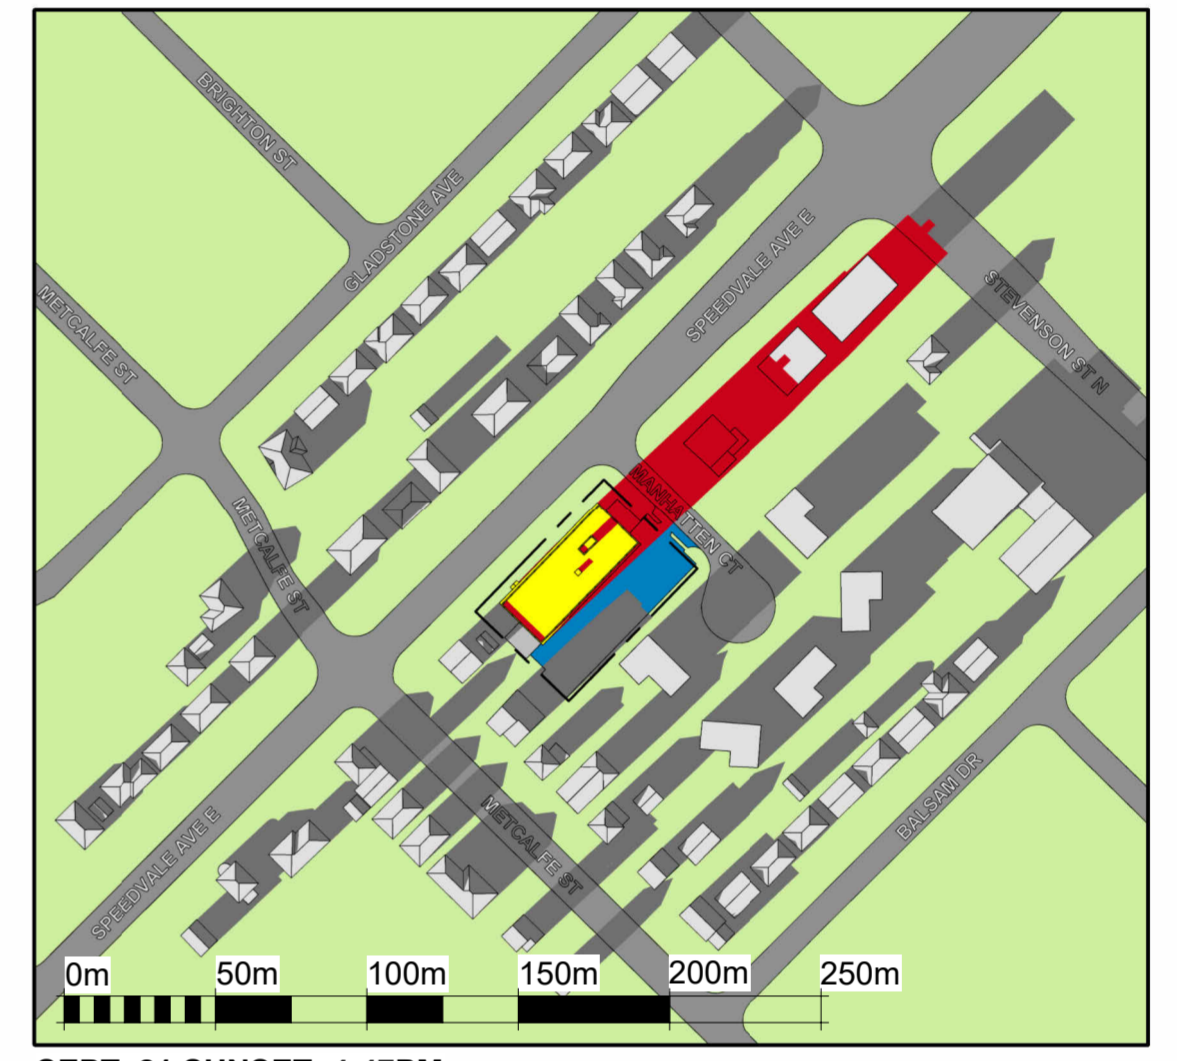 BRIGHTON ST
GLADSTONE AVE
METCALFE ST
SPEEDVALE AVE E
STEVENSON ST N
MANHATTEN CT
METCALFE ST
METCALFE ST
SPEEDVALE AVE E
BALSAM DR
0m 50m 100m 150m 200m 250m